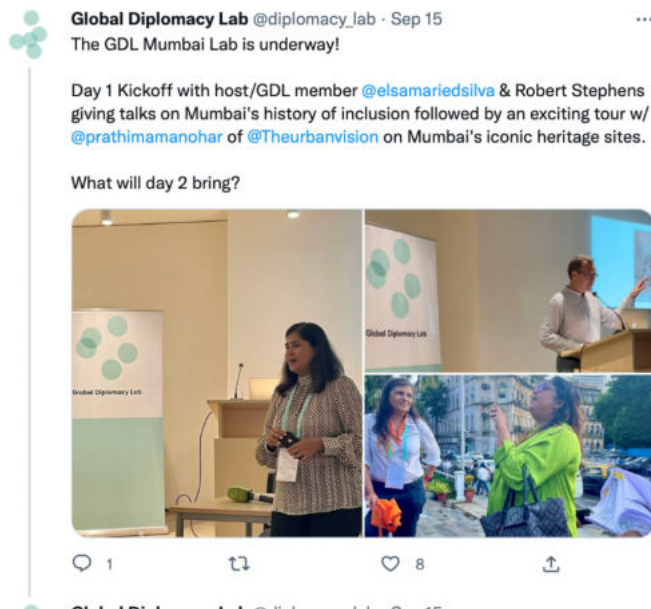 Global Diplomacy Lab @diplomacy_lab · Sep 15
The GDL Mumbai Lab is underway!
Day 1 Kickoff with host/GDL member @elsamariedsilva & Robert Stephens
giving talks on Mumbai's history of inclusion followed by an exciting tour w/
@prathimamanohar of @Theurbanvision on Mumbai's iconic heritage sites.
What will day 2 bring?
Global Diplomacy Lab
Global Diplomacy Lab
1
8